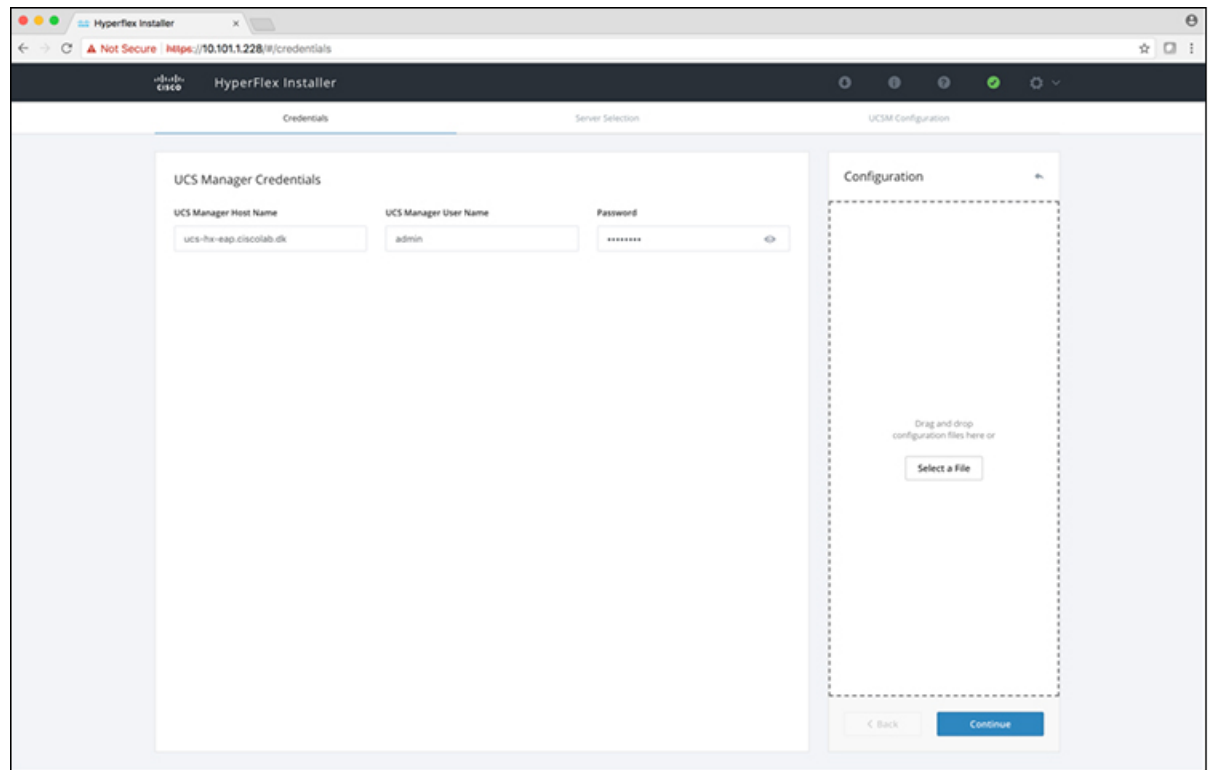 Hyperflex Installer
Not Secure https://10.101.1.228/#/credentials
cisco HyperFlex Installer
Credentials Server Selection UCSM Configuration
UCS Manager Credentials
UCS Manager Host Name UCS Manager User Name Password
ucs-hx-eap.ciscolab.dk admin ••••••••
Configuration
Drag and drop
configuration files here or
Select a File
< Back Continue